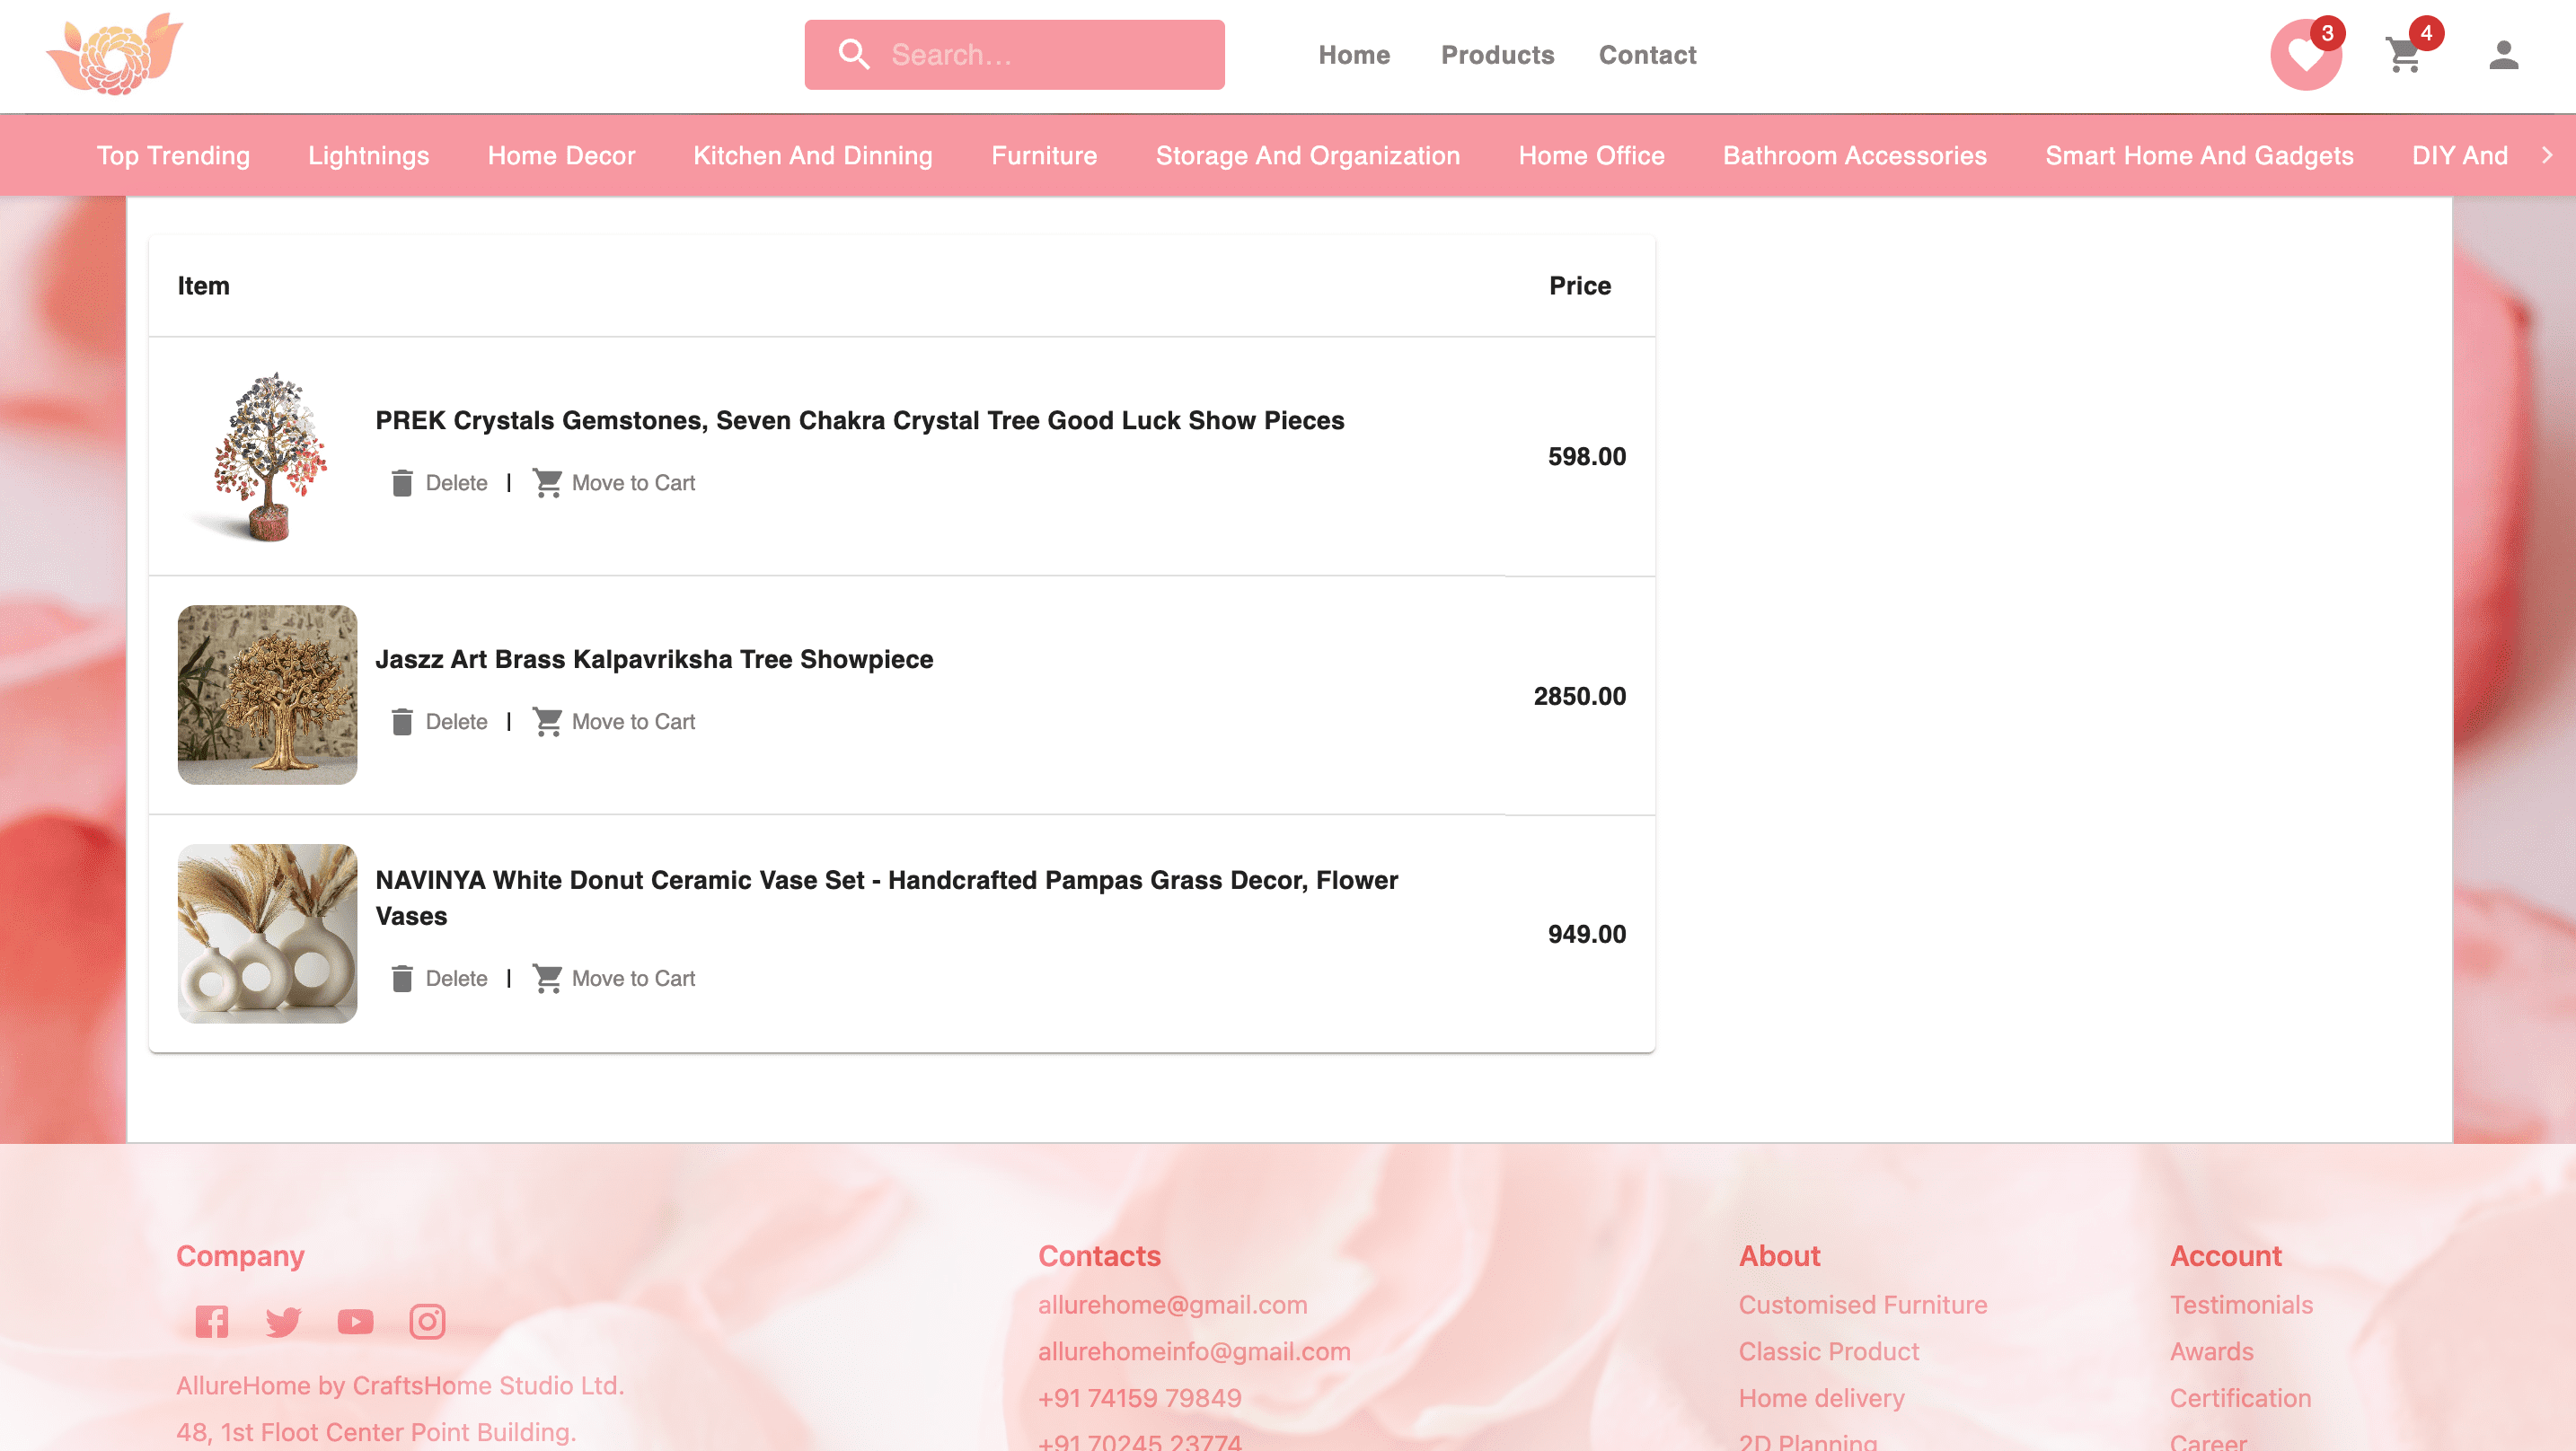 Search...
Home
Products
Contact
3
4
Top Trending
Lightnings
Home Decor
Kitchen And Dinning
Furniture
Storage And Organization
Home Office
Bathroom Accessories
Smart Home And Gadgets
DIY And
Item
Price
PREK Crystals Gemstones, Seven Chakra Crystal Tree Good Luck Show Pieces
Delete | Move to Cart
598.00
Jaszz Art Brass Kalpavriksha Tree Showpiece
Delete | Move to Cart
2850.00
NAVINYA White Donut Ceramic Vase Set - Handcrafted Pampas Grass Decor, Flower
Vases
Delete | Move to Cart
949.00
Company
AllureHome by CraftsHome Studio Ltd.
48, 1st Floot Center Point Building.
Contacts
allurehome@gmail.com
allurehomeinfo@gmail.com
+91 74159 79849
+91 70245 23774
About
Customised Furniture
Classic Product
Home delivery
2D Planning
Account
Testimonials
Awards
Certification
Career